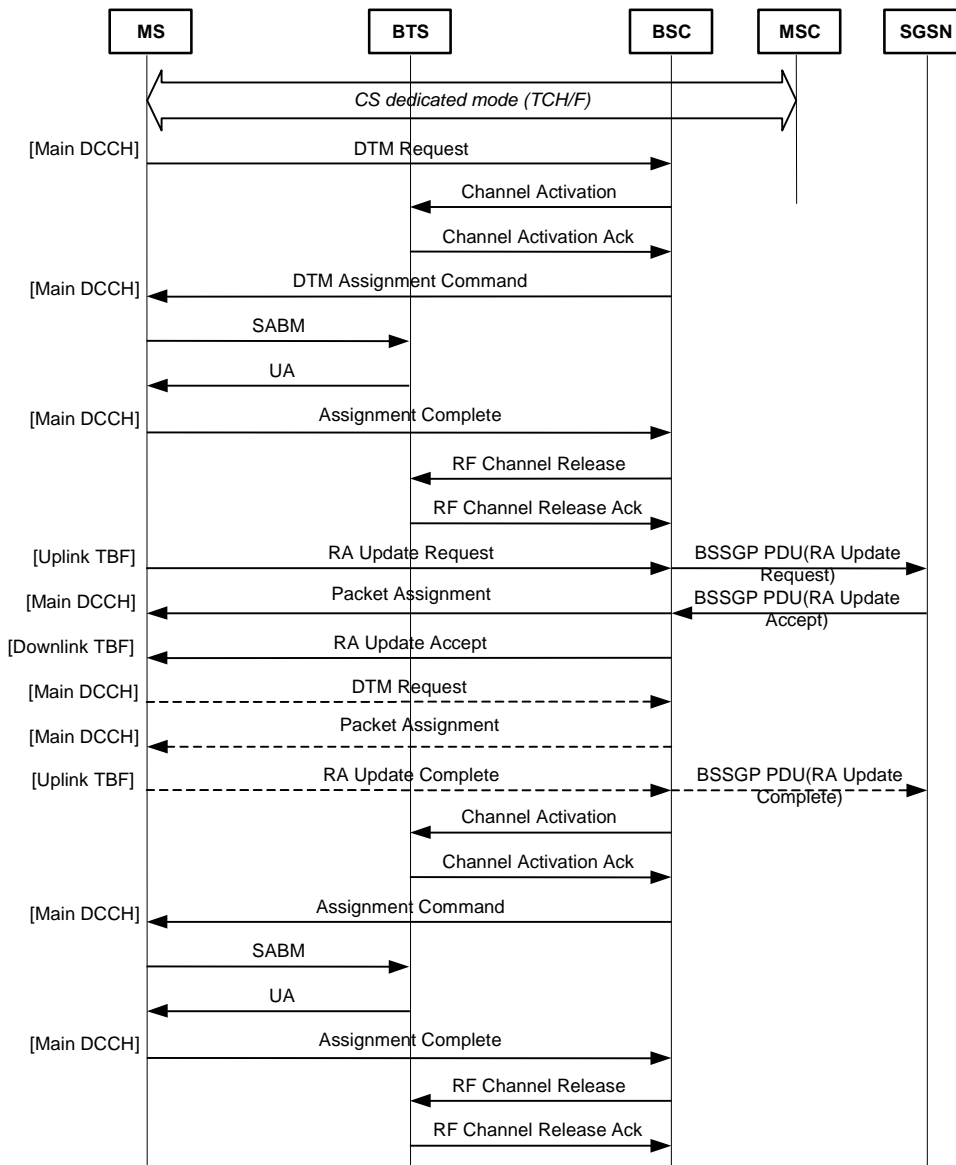 MS
BTS
BSC
MSC
SGSN
CS dedicated mode (TCH/F)
[Main DCCH]
DTM Request
Channel Activation
Channel Activation Ack
[Main DCCH]
DTM Assignment Command
SABM
UA
[Main DCCH]
Assignment Complete
RF Channel Release
RF Channel Release Ack
[Uplink TBF]
RA Update Request
BSSGP PDU(RA Update
Request)
[Main DCCH]
Packet Assignment
BSSGP PDU(RA Update
Accept)
[Downlink TBF]
RA Update Accept
[Main DCCH]
DTM Request
[Main DCCH]
Packet Assignment
[Uplink TBF]
RA Update Complete
BSSGP PDU(RA Update
Complete)
Channel Activation
Channel Activation Ack
[Main DCCH]
Assignment Command
SABM
UA
[Main DCCH]
Assignment Complete
RF Channel Release
RF Channel Release Ack